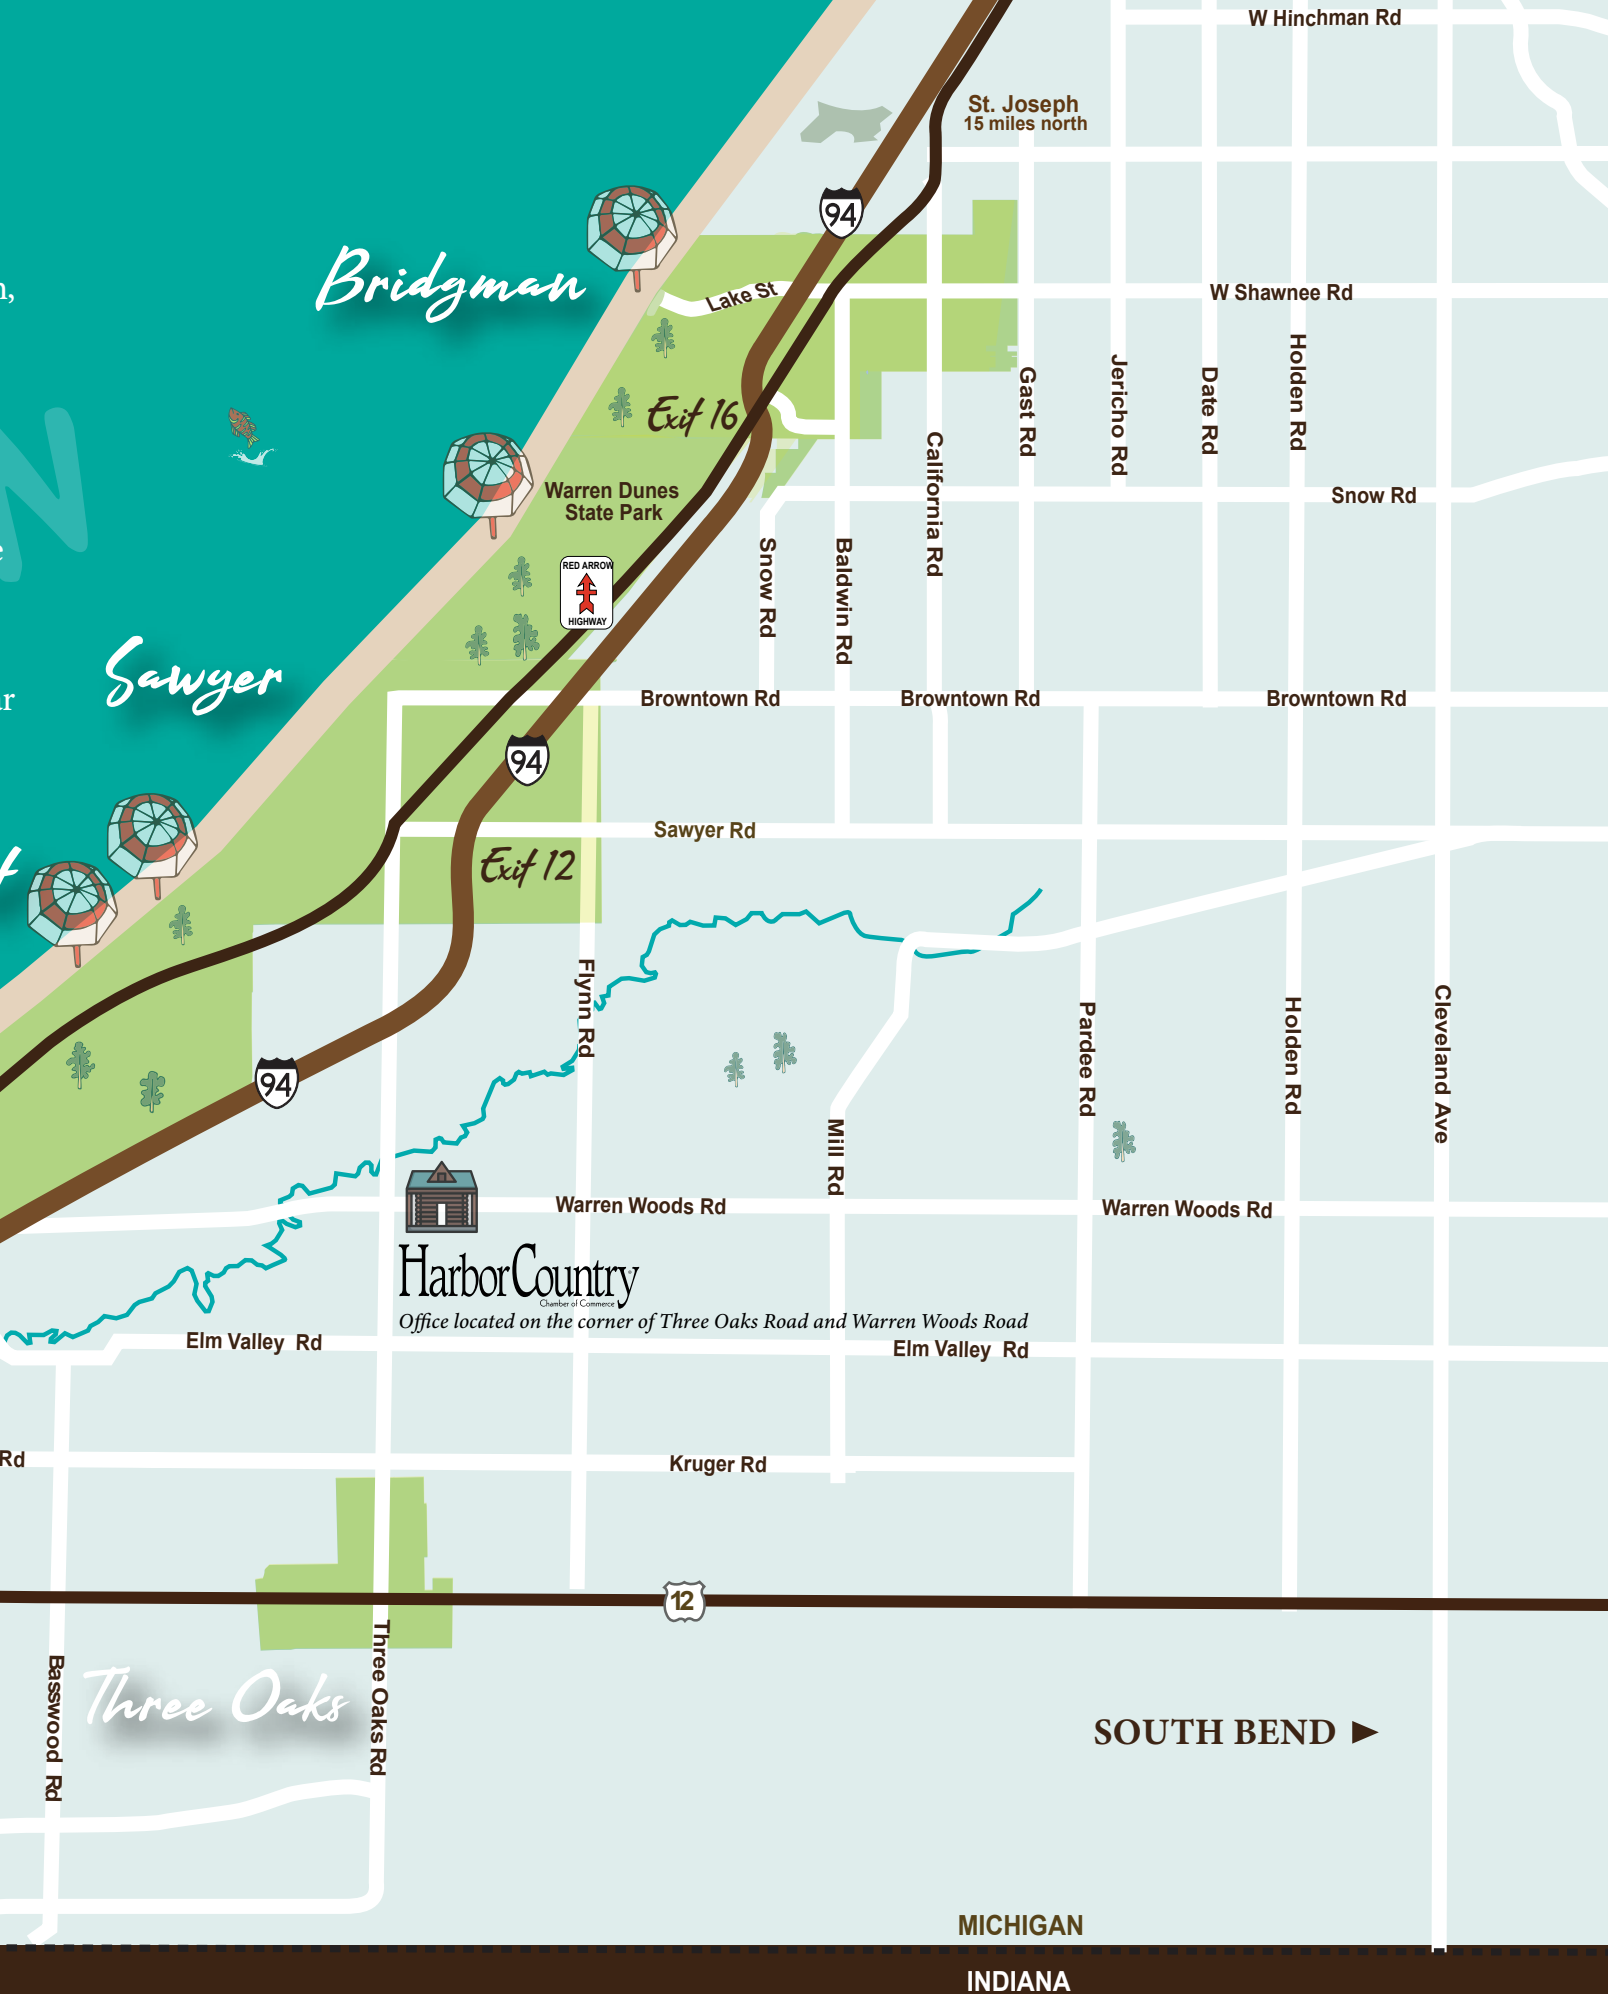 W Hinchman Rd
St. Joseph
15 miles north
94
Bridgman
n,
Lake St
W Shawnee Rd
Holden Rd
Jericho Rd
Gast Rd
Date Rd
Exit 16
N
California Rd
Warren Dunes
State Park
Snow Rd
Snow Rd
Baldwin Rd
RED ARROW
HIGHWAY
Sawyer
ar
Browntown Rd
Browntown Rd
Browntown Rd
94
Sawyer Rd
Exit 12
t
Flynn Rd
Pardee Rd
Holden Rd
Cleveland Ave
94
Mill Rd
Warren Woods Rd
Warren Woods Rd
HarborCountry
Chamber of Commerce
Office located on the corner of Three Oaks Road and Warren Woods Road
Elm Valley Rd
Elm Valley Rd
Rd
Kruger Rd
12
Three Oaks Rd
Basswood Rd
Three Oaks
SOUTH BEND
MICHIGAN
INDIANA